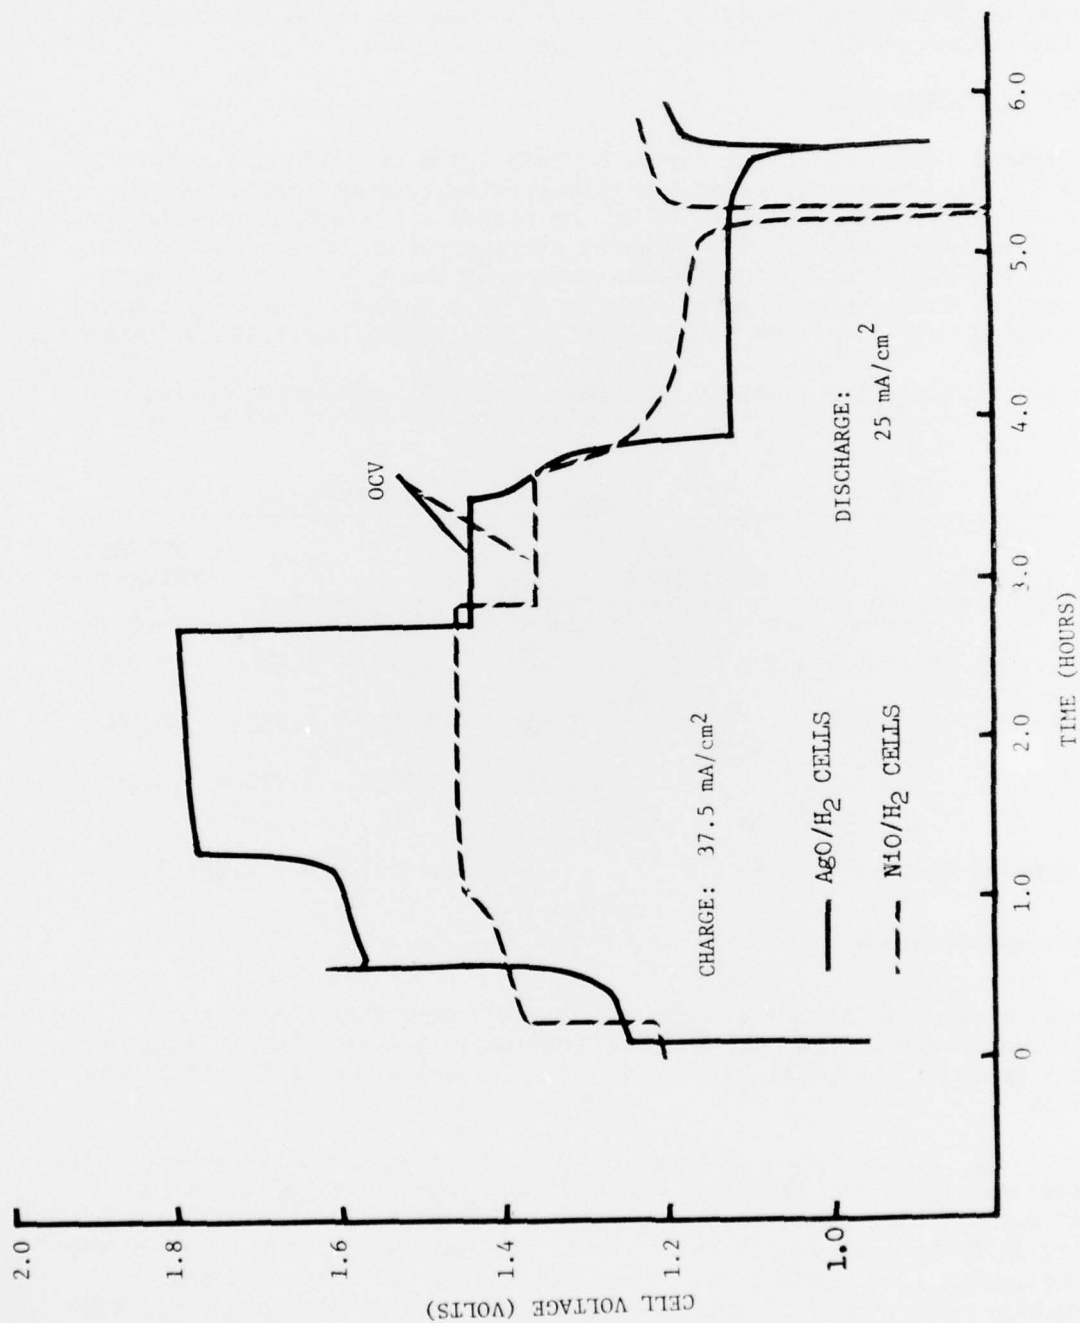 CELL VOLTAGE (VOLTS)
2.0
1.8
1.6
1.4
1.2
1.0
OCV
CHARGE: 37.5 mA/cm2
DISCHARGE:
25 mA/cm2
AgO/H2 CELLS
NiO/H2 CELLS
0
1.0
2.0
3.0
4.0
5.0
6.0
TIME (HOURS)